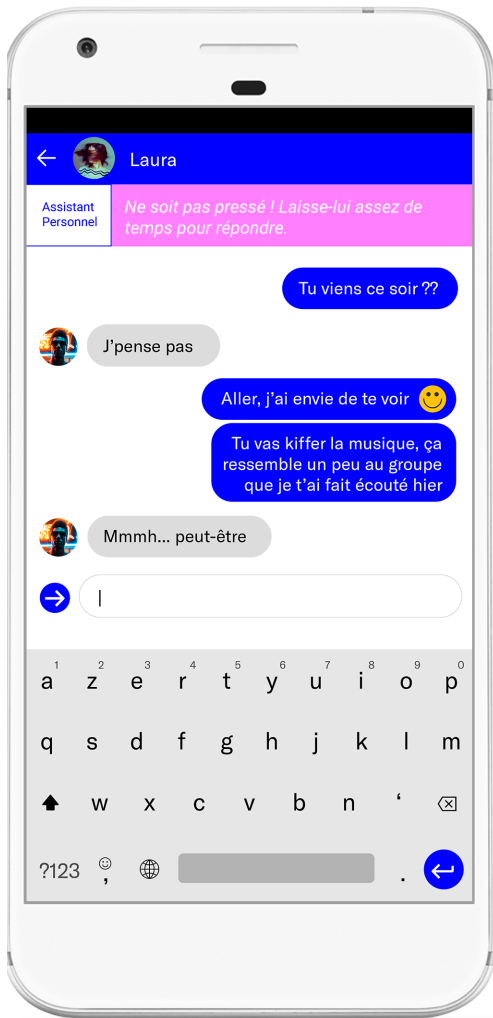 Laura
Assistant
Personnel
Ne soit pas pressé ! Laisse-lui assez de
temps pour répondre.
Tu viens ce soir ??
J’pense pas
Aller, j’ai envie de te voir
Tu vas kiffer la musique, ça
ressemble un peu au groupe
que je t’ai fait écouté hier
Mmmh... peut-être
1 2 3 4 5 6 7 8 9 0
a z e r t y u i o p
q s d f g h j k l m
w x c v b n ‘
?123 , .